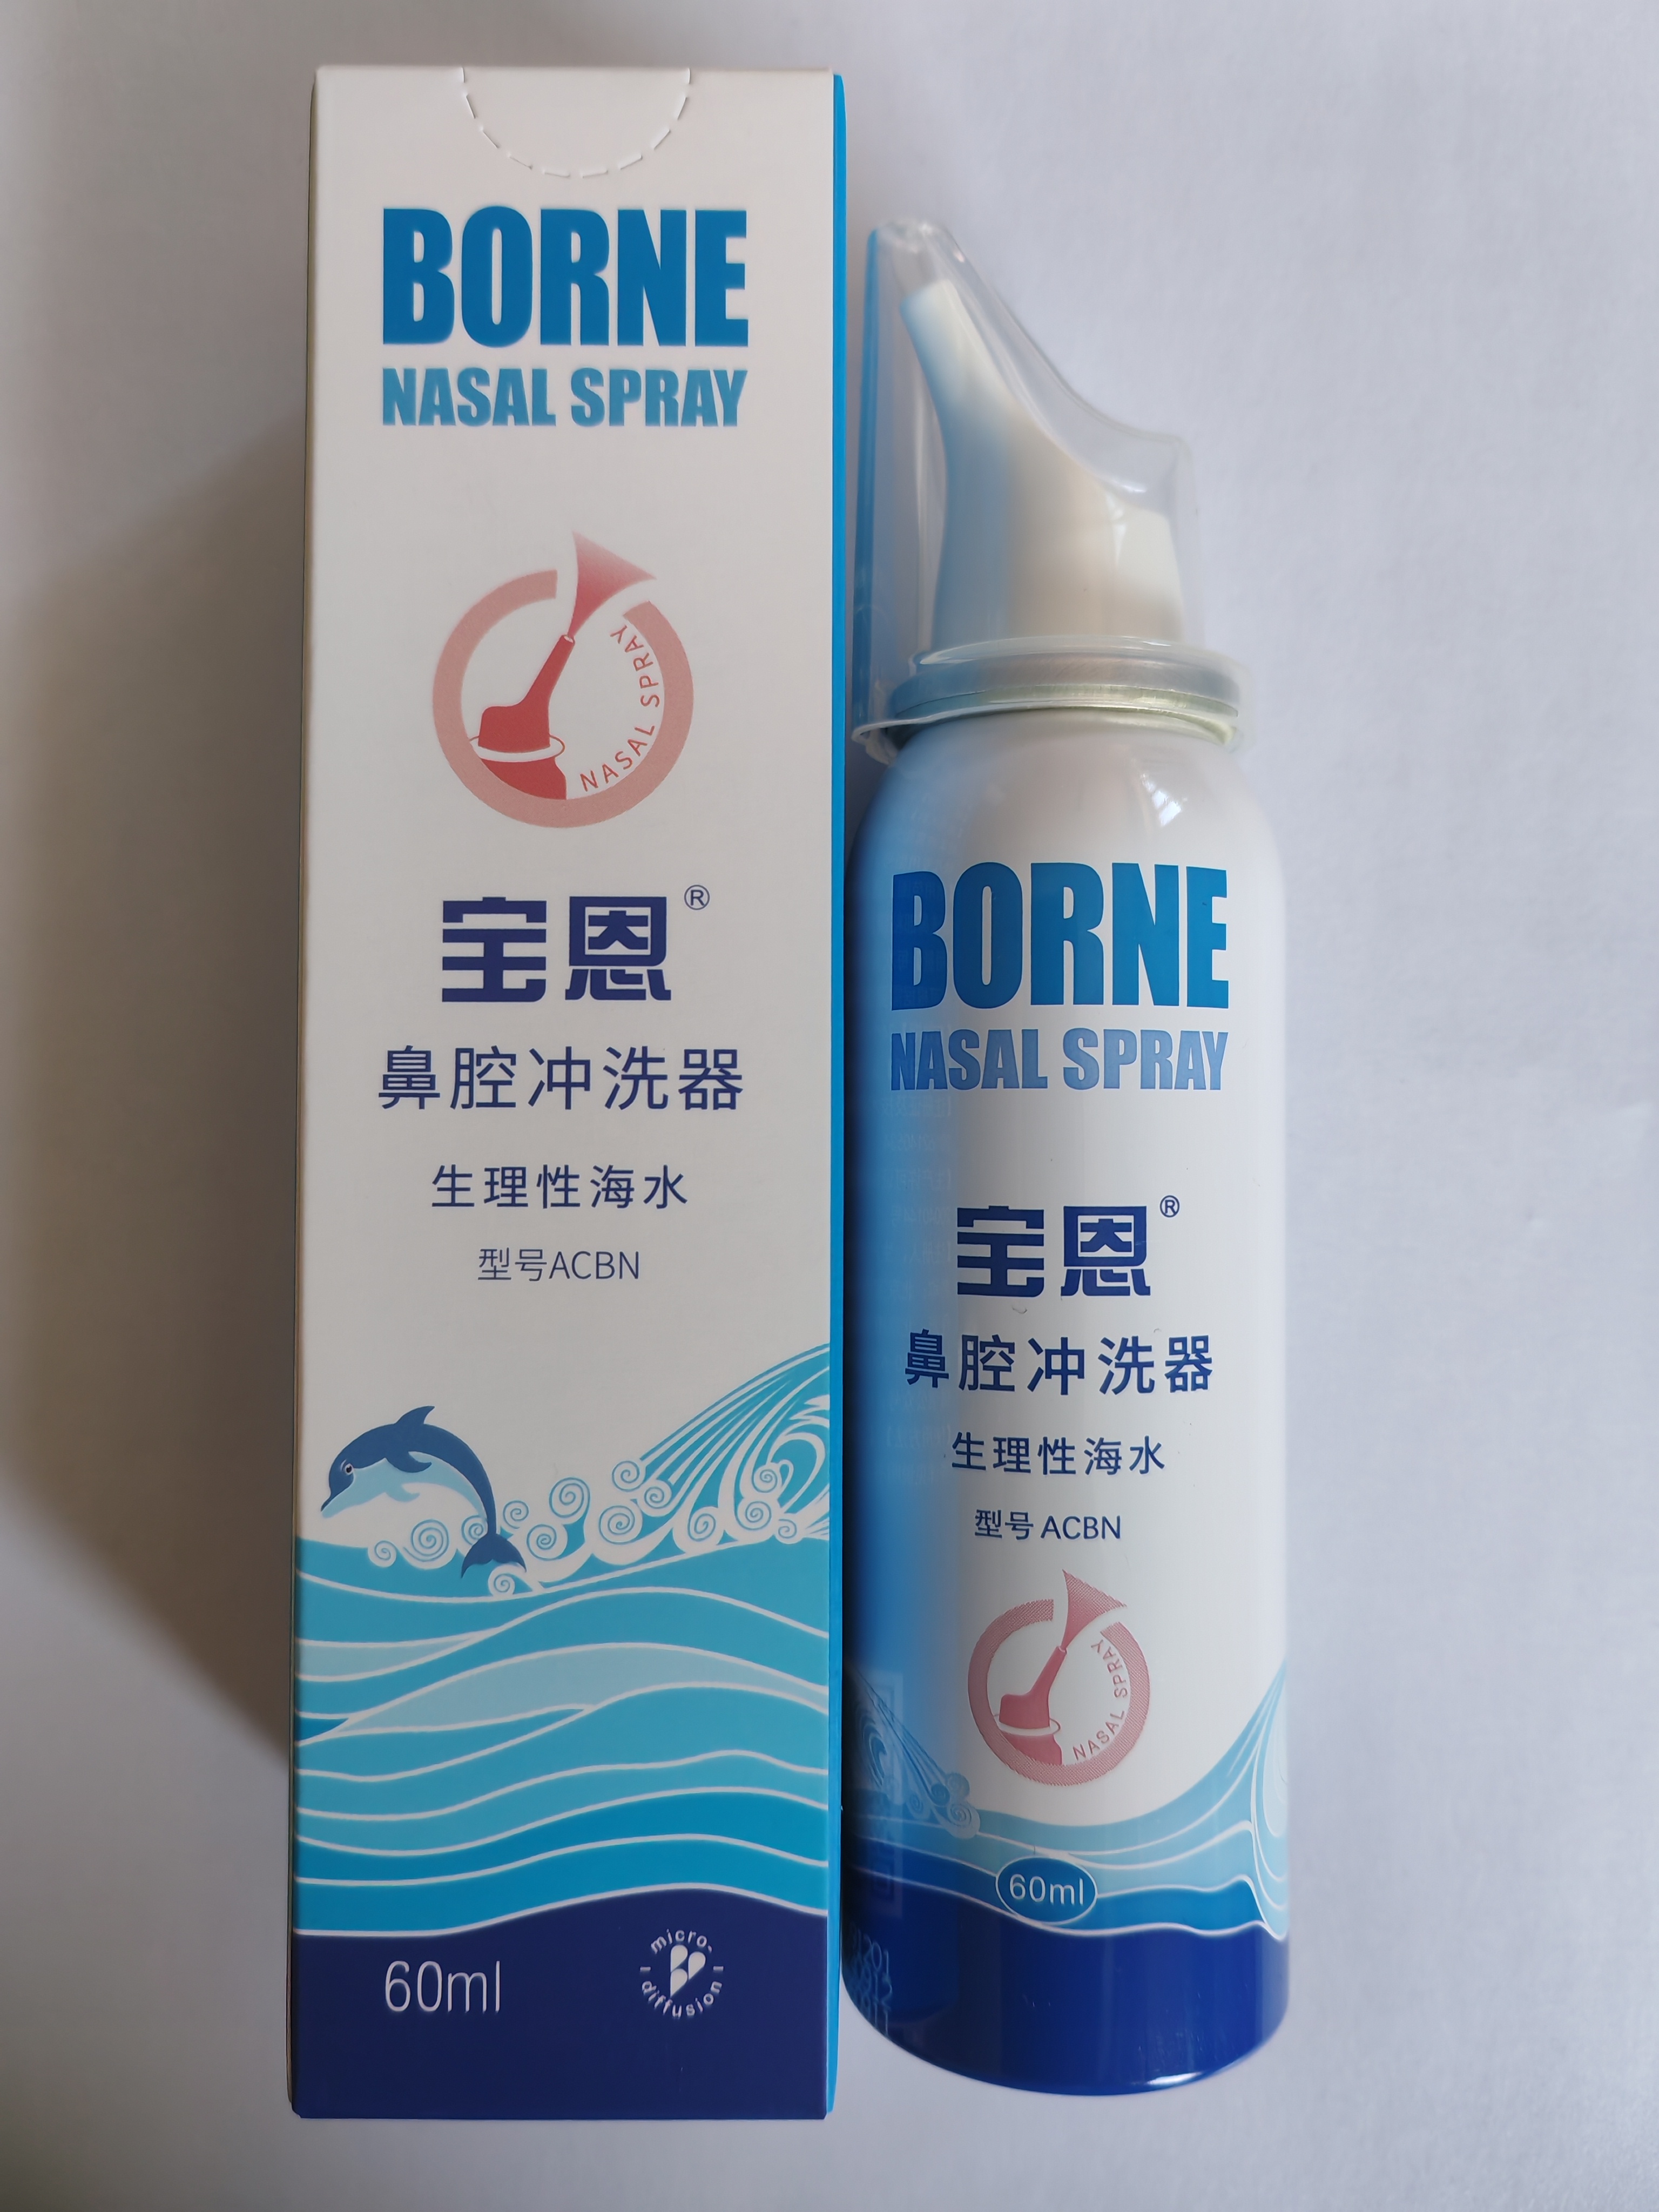 BORNE
NASAL SPRAY
NASAL SPRAY
宝恩®
鼻腔冲洗器
生理性海水
型号ACBN
60ml
micro-
diffusion
BORNE
NASAL SPRAY
宝恩®
鼻腔冲洗器
生理性海水
型号 ACBN
NASAL SPRAY
60ml